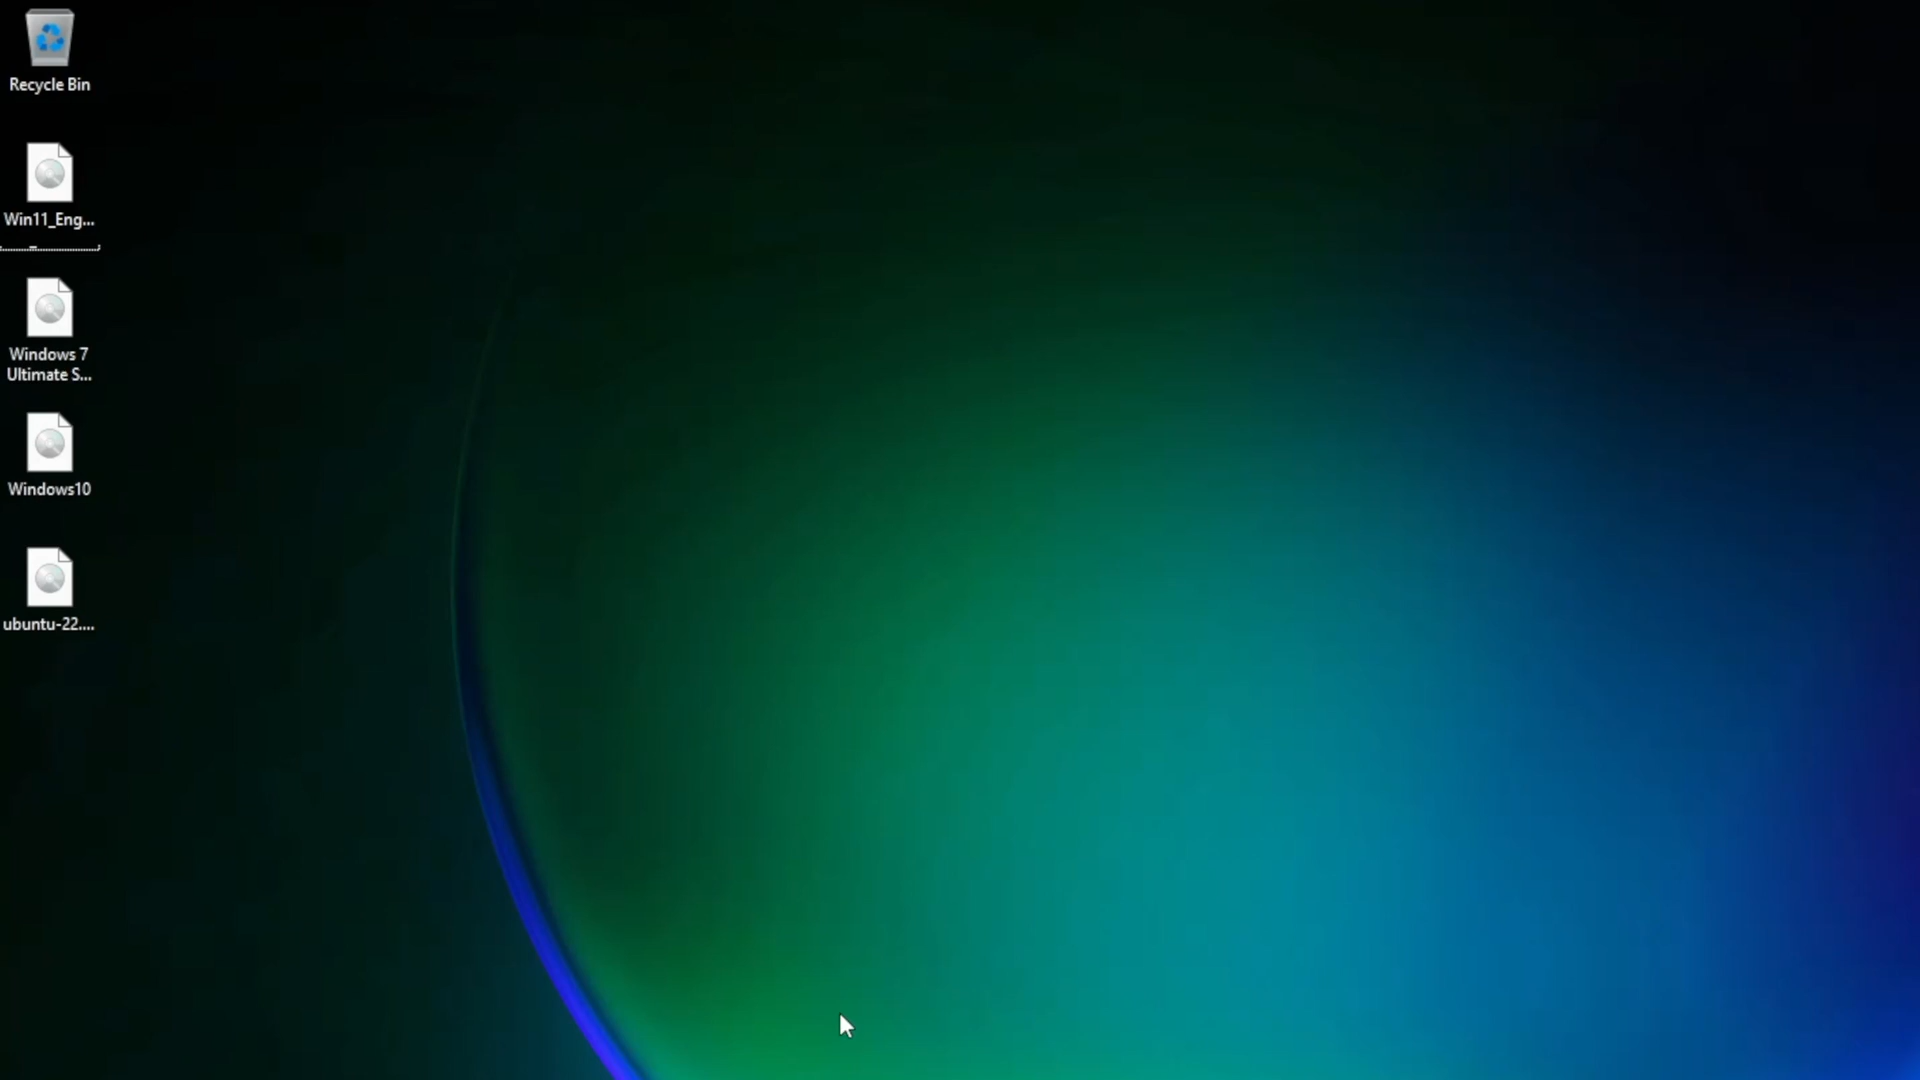 Recycle Bin
Win11_Eng...
Windows 7
Ultimate S...
Windows10
ubuntu-22....